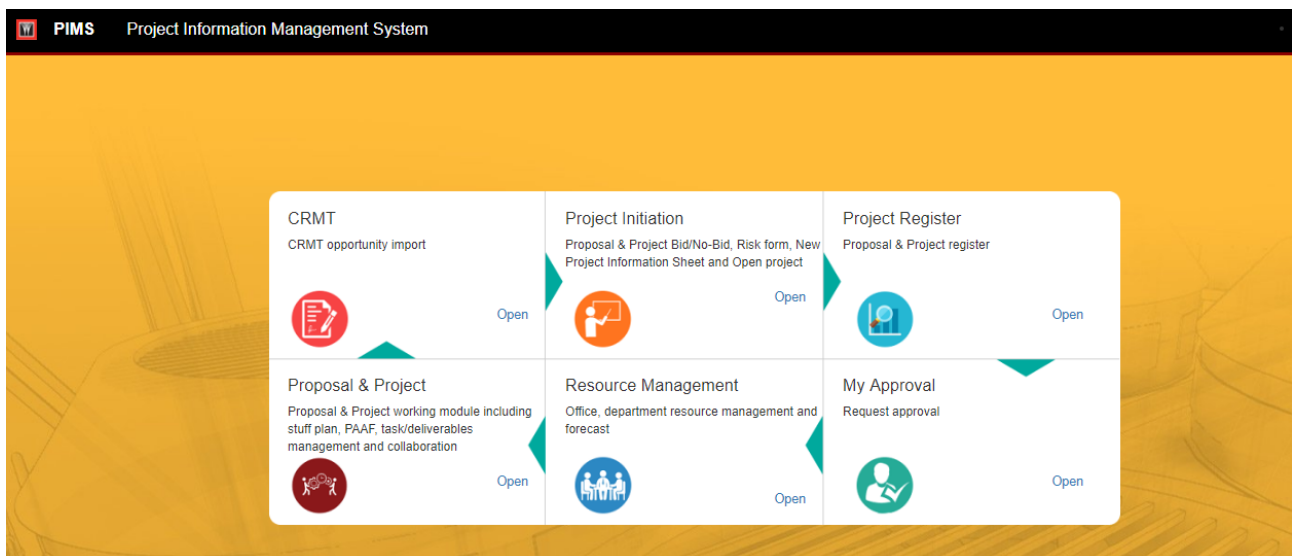 PIMS Project Information Management System
CRMT
CRMT opportunity import
Open
Project Initiation
Proposal & Project Bid/No-Bid, Risk form, New
Project Information Sheet and Open project
Open
Project Register
Proposal & Project register
Open
Proposal & Project
Proposal & Project working module including
stuff plan, PAAF, task/deliverables
management and collaboration
Open
Resource Management
Office, department resource management and
forecast
Open
My Approval
Request approval
Open